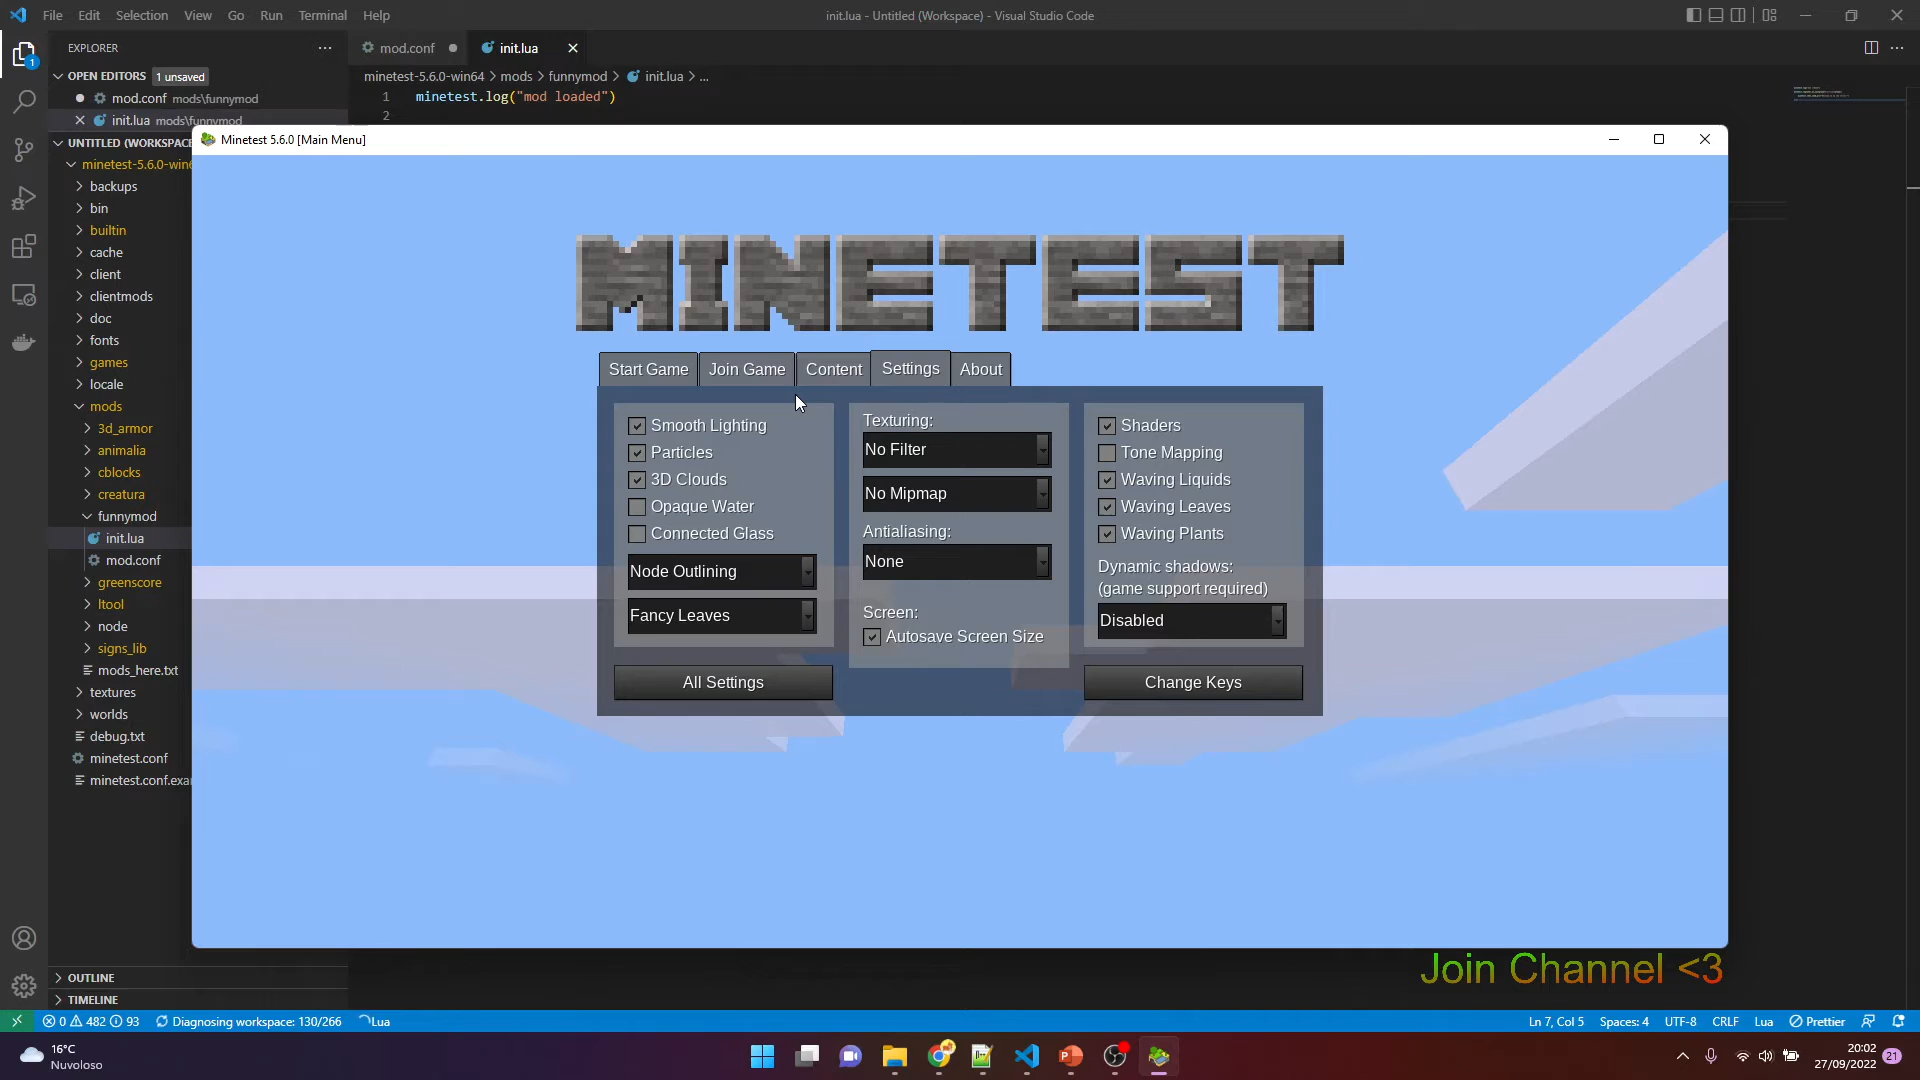 File Edit Selection View Go Run Terminal Help
init.lua - Untitled (Workspace) - Visual Studio Code
EXPLORER
mod.conf
init.lua
OPEN EDITORS 1 unsaved
mod.conf mods\funnymod
init.lua mods\funnymod
minetest-5.6.0-win64 > mods > funnymod > init.lua > ...
1 minetest.log("mod loaded")
2
UNTITLED (WORKSPACE
minetest-5.6.0-win6
backups
bin
builtin
cache
client
clientmods
doc
fonts
games
locale
mods
3d_armor
animalia
cblocks
creatura
funnymod
init.lua
mod.conf
greenscore
ltool
node
signs_lib
mods_here.txt
textures
worlds
debug.txt
minetest.conf
minetest.conf.exa
OUTLINE
TIMELINE
Minetest 5.6.0 [Main Menu]
MINETEST
Start Game Join Game Content Settings About
Smooth Lighting
Particles
3D Clouds
Opaque Water
Connected Glass
Node Outlining
Fancy Leaves
All Settings
Texturing:
No Filter
No Mipmap
Antialiasing:
None
Screen:
Autosave Screen Size
Shaders
Tone Mapping
Waving Liquids
Waving Leaves
Waving Plants
Dynamic shadows:
(game support required)
Disabled
Change Keys
Join Channel <3
0 482 93 Diagnosing workspace: 130/266 Lua
Ln 7, Col 5 Spaces: 4 UTF-8 CRLF Lua Prettier
16°C
Nuvoloso
20:02
27/09/2022
21